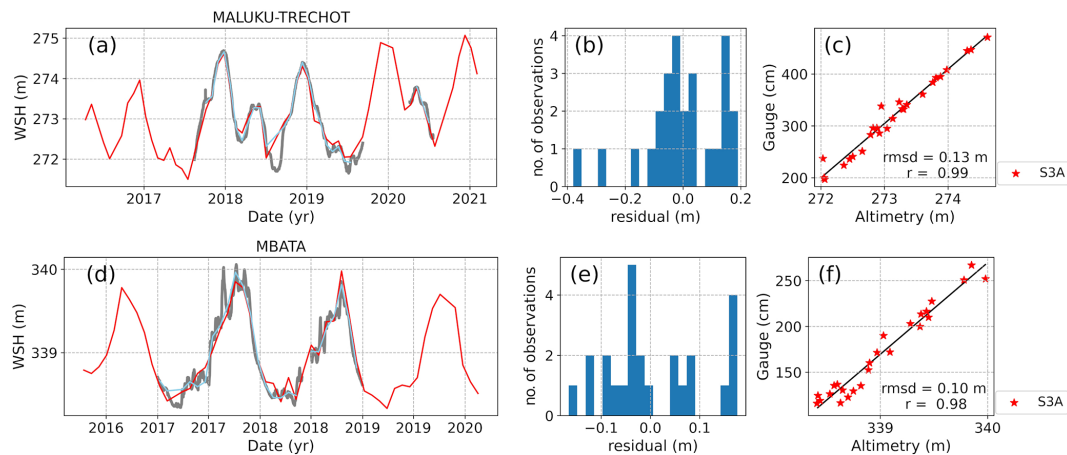 MALUKU-TRECHOT
(a)
275
274
273
272
WSH (m)
2017 2018 2019 2020 2021
Date (yr)
(b)
4
3
2
1
0
no. of observations
−0.4 −0.2 0.0 0.2
residual (m)
(c)
400
300
200
Gauge (cm)
rmsd = 0.13 m
r = 0.99
272 273 274
Altimetry (m)
S3A
MBATA
(d)
340
339
WSH (m)
2016 2017 2017 2018 2018 2019 2019 2020
Date (yr)
(e)
4
2
0
no. of observations
−0.1 0.0 0.1
residual (m)
(f)
250
200
150
Gauge (cm)
rmsd = 0.10 m
r = 0.98
339 340
Altimetry (m)
S3A